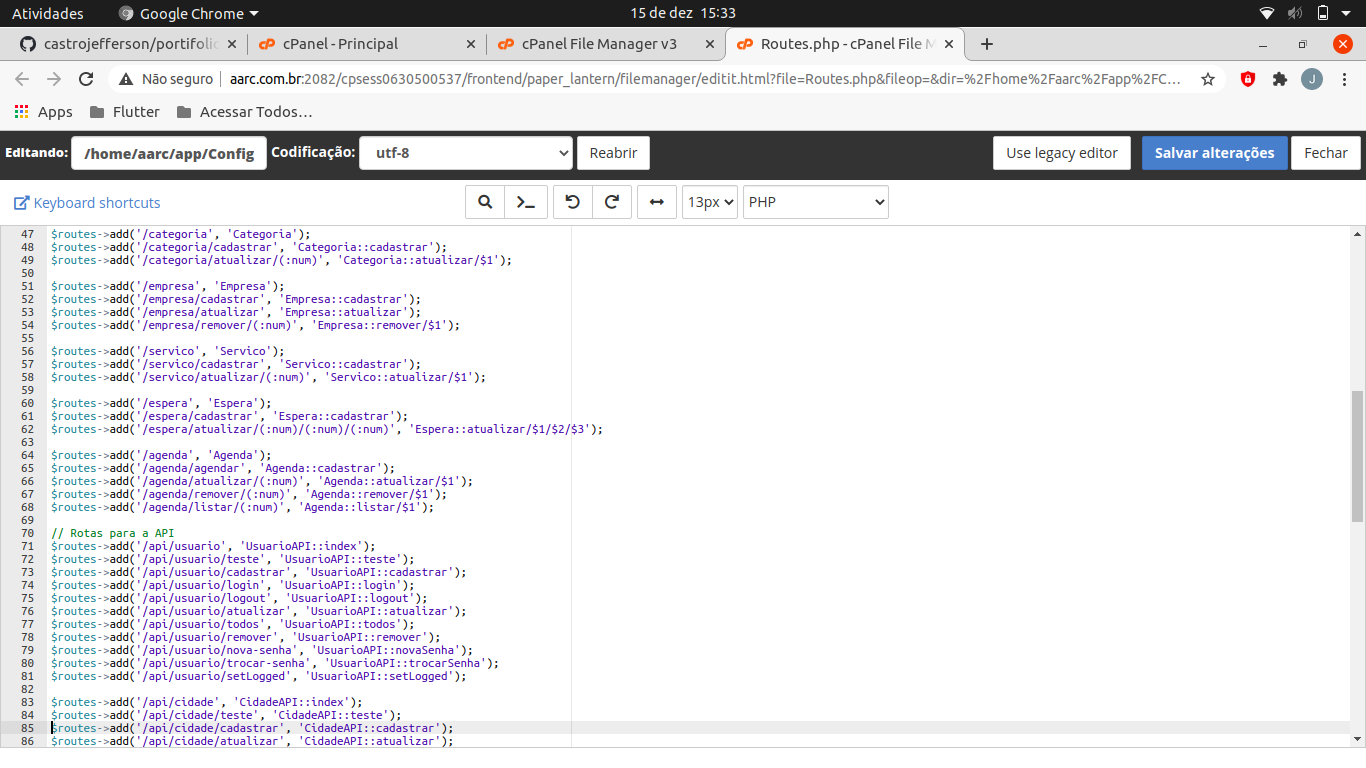 Atividades Google Chrome 15 de dez 15:33
castrojefferson/portifolio cPanel - Principal cPanel File Manager v3 Routes.php - cPanel File M
Não seguro aarc.com.br:2082/cpsess0630500537/frontend/paper_lantern/filemanager/editit.html?file=Routes.php&fileop=&dir=%2Fhome%2Faarc%2Fapp%2FC... J
Apps Flutter Acessar Todos...
Editando: /home/aarc/app/Config Codificação: utf-8 Reabrir Use legacy editor Salvar alterações Fechar
Keyboard shortcuts 13px PHP
47 $routes->add('/categoria', 'Categoria');
48 $routes->add('/categoria/cadastrar', 'Categoria::cadastrar');
49 $routes->add('/categoria/atualizar/(:num)', 'Categoria::atualizar/$1');
50
51 $routes->add('/empresa', 'Empresa');
52 $routes->add('/empresa/cadastrar', 'Empresa::cadastrar');
53 $routes->add('/empresa/atualizar', 'Empresa::atualizar');
54 $routes->add('/empresa/remover/(:num)', 'Empresa::remover/$1');
55
56 $routes->add('/servico', 'Servico');
57 $routes->add('/servico/cadastrar', 'Servico::cadastrar');
58 $routes->add('/servico/atualizar/(:num)', 'Servico::atualizar/$1');
59
60 $routes->add('/espera', 'Espera');
61 $routes->add('/espera/cadastrar', 'Espera::cadastrar');
62 $routes->add('/espera/atualizar/(:num)/(:num)/(:num)', 'Espera::atualizar/$1/$2/$3');
63
64 $routes->add('/agenda', 'Agenda');
65 $routes->add('/agenda/agendar', 'Agenda::cadastrar');
66 $routes->add('/agenda/atualizar/(:num)', 'Agenda::atualizar/$1');
67 $routes->add('/agenda/remover/(:num)', 'Agenda::remover/$1');
68 $routes->add('/agenda/listar/(:num)', 'Agenda::listar/$1');
69
70 // Rotas para a API
71 $routes->add('/api/usuario', 'UsuarioAPI::index');
72 $routes->add('/api/usuario/teste', 'UsuarioAPI::teste');
73 $routes->add('/api/usuario/cadastrar', 'UsuarioAPI::cadastrar');
74 $routes->add('/api/usuario/login', 'UsuarioAPI::login');
75 $routes->add('/api/usuario/logout', 'UsuarioAPI::logout');
76 $routes->add('/api/usuario/atualizar', 'UsuarioAPI::atualizar');
77 $routes->add('/api/usuario/todos', 'UsuarioAPI::todos');
78 $routes->add('/api/usuario/remover', 'UsuarioAPI::remover');
79 $routes->add('/api/usuario/nova-senha', 'UsuarioAPI::novaSenha');
80 $routes->add('/api/usuario/trocar-senha', 'UsuarioAPI::trocarSenha');
81 $routes->add('/api/usuario/setLogged', 'UsuarioAPI::setLogged');
82
83 $routes->add('/api/cidade', 'CidadeAPI::index');
84 $routes->add('/api/cidade/teste', 'CidadeAPI::teste');
85 $routes->add('/api/cidade/cadastrar', 'CidadeAPI::cadastrar');
86 $routes->add('/api/cidade/atualizar', 'CidadeAPI::atualizar');